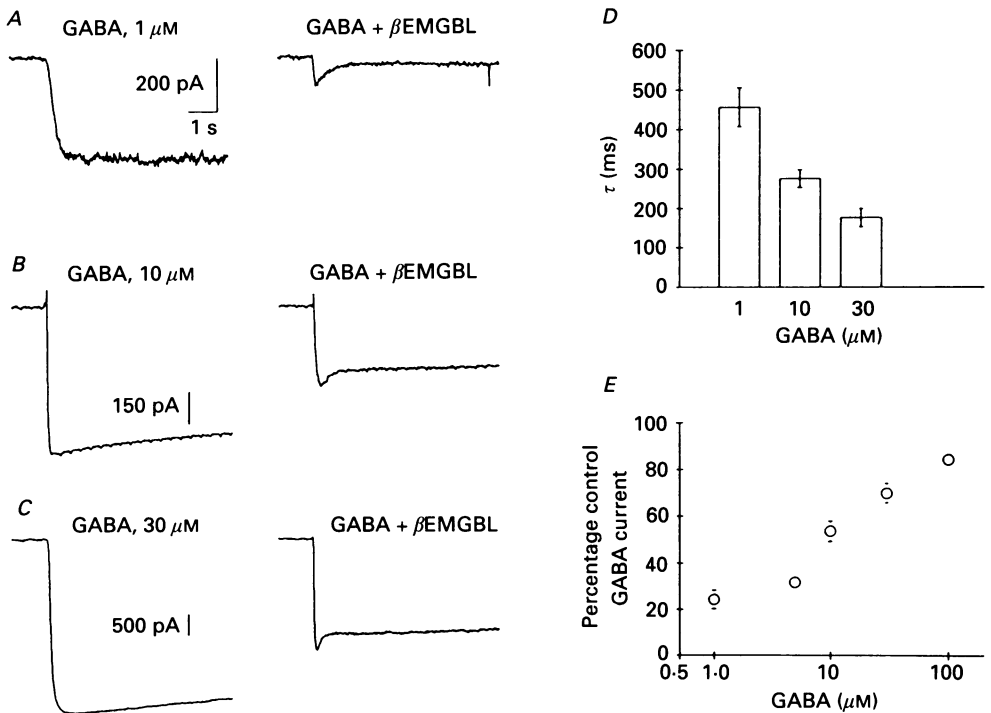 A
GABA, 1 μM
GABA + βEMGBL
200 pA
1 s
B
GABA, 10 μM
GABA + βEMGBL
150 pA
C
GABA, 30 μM
GABA + βEMGBL
500 pA
D
600
500
400
300
200
100
0
τ (ms)
1 10 30
GABA (μM)
E
100
80
60
40
20
0
Percentage control
GABA current
0·5 1·0 10 100
GABA (μM)